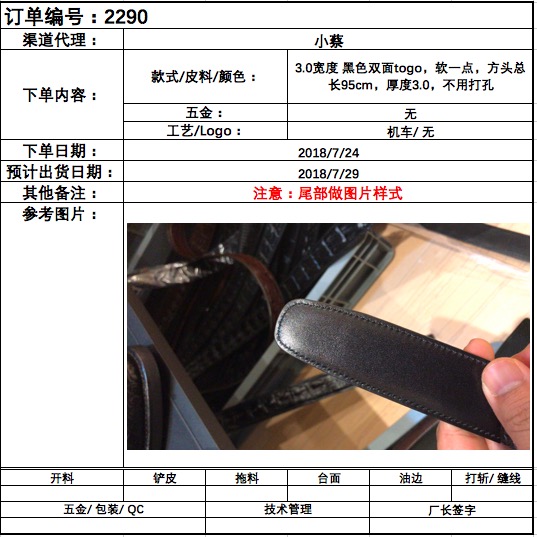 订单编号：2290
渠道代理：
小蔡
下单内容：
款式/皮料/颜色：
3.0宽度 黑色双面togo，软一点，方头总
长95cm，厚度3.0，不用打孔
五金：
无
工艺/Logo：
机车/ 无
下单日期：
2018/7/24
预计出货日期：
2018/7/29
其他备注：
注意：尾部做图片样式
参考图片：
开料
铲皮
拖料
台面
油边
打斩/ 缝线
五金/ 包装/ QC
技术管理
厂长签字